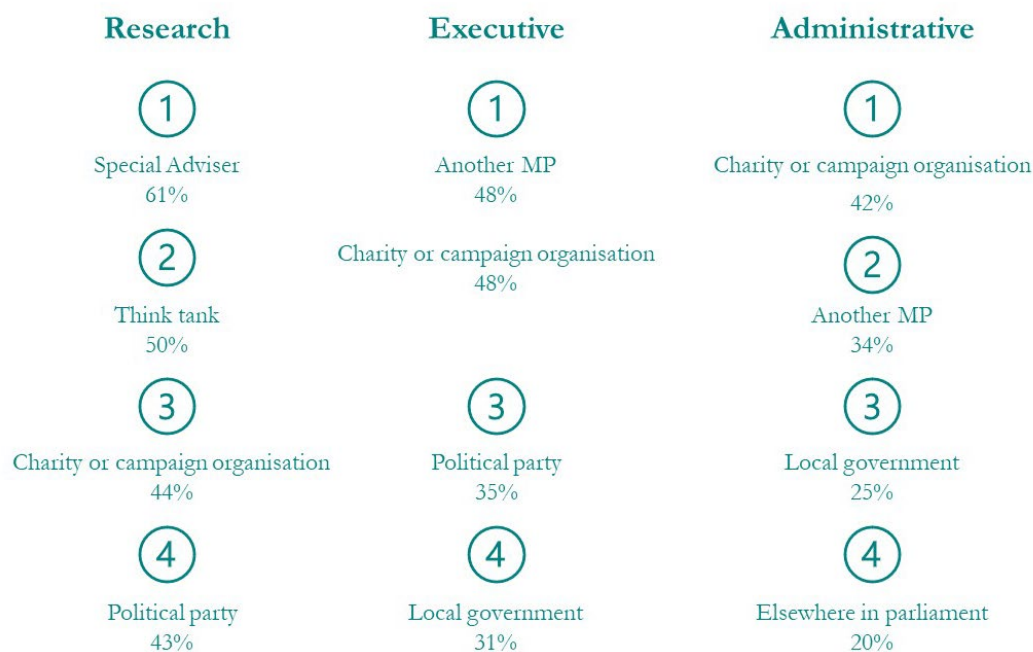 Research
1
Special Adviser
61%
2
Think tank
50%
3
Charity or campaign organisation
44%
4
Political party
43%
Executive
1
Another MP
48%
Charity or campaign organisation
48%
3
Political party
35%
4
Local government
31%
Administrative
1
Charity or campaign organisation
42%
2
Another MP
34%
3
Local government
25%
4
Elsewhere in parliament
20%